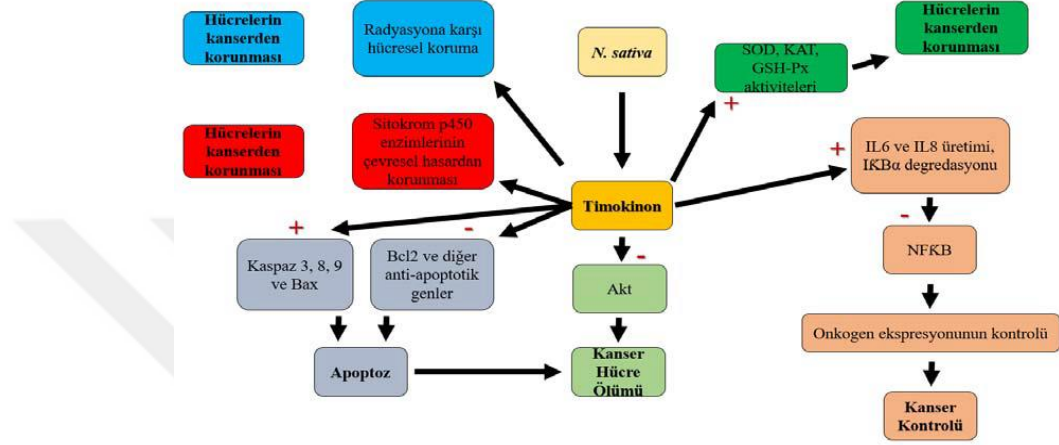 Hücrelerin
kanserden
korunması
Radyasyona karşı
hücresel koruma
N. sativa
SOD, KAT,
GSH-Px
aktiviteleri
Hücrelerin
kanserden
korunması
Hücrelerin
kanserden
korunması
Sitokrom p450
enzimlerinin
çevresel hasardan
korunması
+
+
IL6 ve IL8 üretimi,
IKBα degredasyonu
Timokinon
+
-
-
-
Kaspaz 3, 8, 9
ve Bax
Bcl2 ve diğer
anti-apoptotik
genler
Akt
NFKB
Onkogen ekspresyonunun kontrolü
Apoptoz
Kanser
Hücre
Ölümü
Kanser
Kontrolü